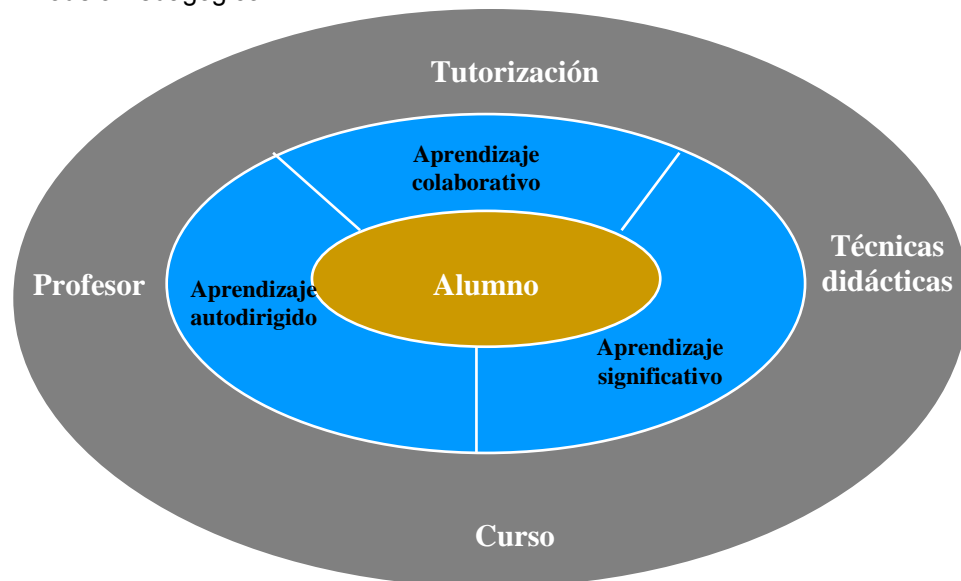 Tutorización
Aprendizaje
colaborativo
Técnicas
didácticas
Profesor
Aprendizaje
autodirigido
Alumno
Aprendizaje
significativo
Curso